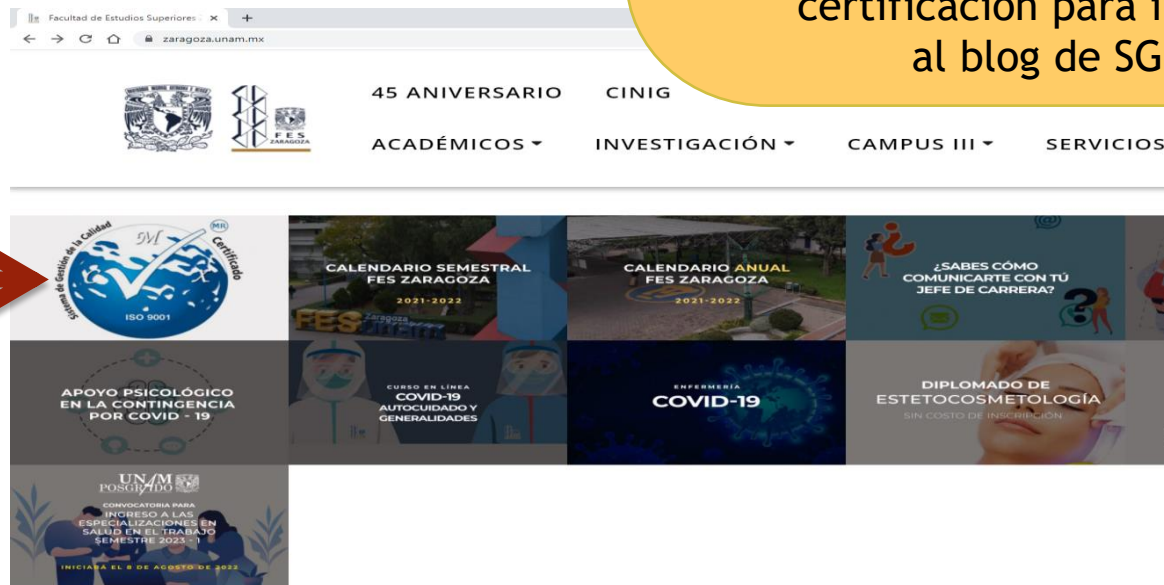 certificación para i
al blog de SG
Facultad de Estudios Superiores
zaragoza.unam.mx
45 ANIVERSARIO
CINIG
FES
ZARAGOZA
ACADÉMICOS
INVESTIGACIÓN
CAMPUS III
SERVICIOS
Sistema de Gestión de la Calidad
MR
Certificado
ISO 9001
CALENDARIO SEMESTRAL
FES ZARAGOZA
2021-2022
FES Zaragoza
CALENDARIO ANUAL
FES ZARAGOZA
2021-2022
¿SABES CÓMO
COMUNICARTE CON TÚ
JEFE DE CARRERA?
APOYO PSICOLÓGICO
EN LA CONTINGENCIA
POR COVID - 19
CURSO EN LÍNEA
COVID-19
AUTOCUIDADO Y
GENERALIDADES
ENFERMERÍA
COVID-19
DIPLOMADO DE
ESTETOCOSMETOLOGÍA
SIN COSTO DE INSCRIPCIÓN
UNAM
POSGRADO
CONVOCATORIA PARA
INGRESO A LAS
ESPECIALIZACIONES EN
SALUD EN EL TRABAJO
SEMESTRE 2023 - 1
INICIARÁ EL 8 DE AGOSTO DE 2022